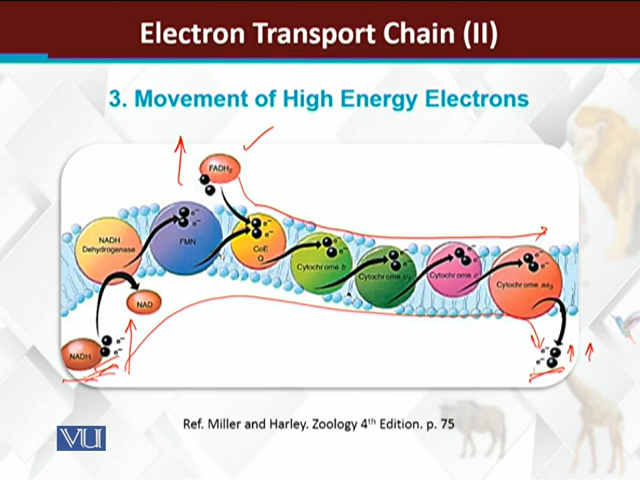 Electron Transport Chain (II)
3. Movement of High Energy Electrons
FADH₂
NADH
Dehydrogenase
FMN
CoE
Q
Cytochrome b
Cytochrome c₁
Cytochrome c
Cytochrome aa₃
NAD
NADH
e⁻
e⁻
e⁻
e⁻
e⁻
e⁻
Ref. Miller and Harley. Zoology 4ᵗʰ Edition. p. 75
VU